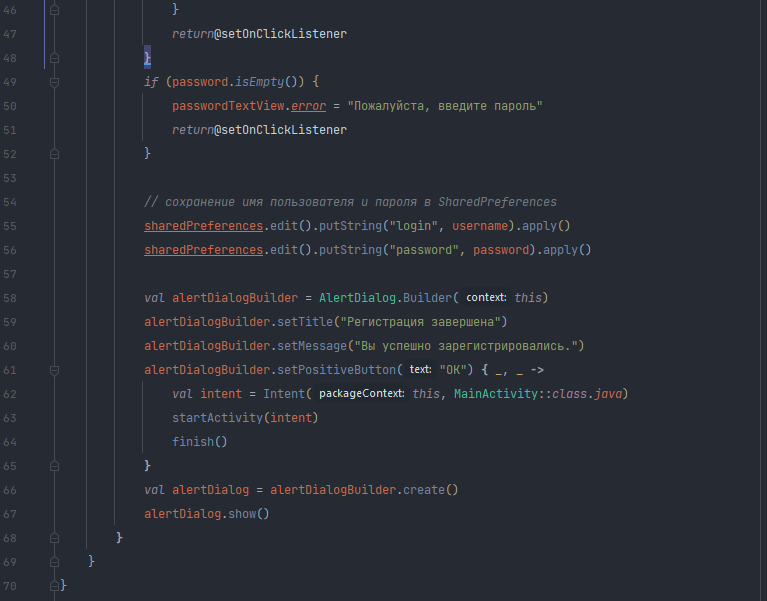 46 }
47 return@setOnClickListener
48 }
49 if (password.isEmpty()) {
50 passwordTextView.error = "Пожалуйста, введите пароль"
51 return@setOnClickListener
52 }
53
54 // сохранение имя пользователя и пароля в SharedPreferences
55 sharedPreferences.edit().putString("login", username).apply()
56 sharedPreferences.edit().putString("password", password).apply()
57
58 val alertDialogBuilder = AlertDialog.Builder( context: this)
59 alertDialogBuilder.setTitle("Регистрация завершена")
60 alertDialogBuilder.setMessage("Вы успешно зарегистрировались.")
61 alertDialogBuilder.setPositiveButton( text: "OK") { _, _ ->
62 val intent = Intent( packageContext: this, MainActivity::class.java)
63 startActivity(intent)
64 finish()
65 }
66 val alertDialog = alertDialogBuilder.create()
67 alertDialog.show()
68 }
69 }
70 }